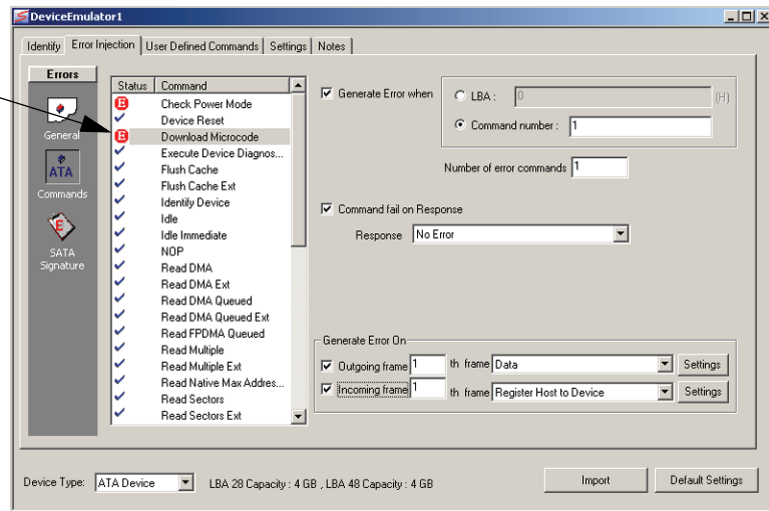 DeviceEmulator1
Identify Error Injection User Defined Commands Settings Notes
Errors
General
ATA
Commands
E
SATA
Signature
Status Command
E Check Power Mode
Device Reset
E Download Microcode
Execute Device Diagnos...
Flush Cache
Flush Cache Ext
Identify Device
Idle
Idle Immediate
NOP
Read DMA
Read DMA Ext
Read DMA Queued
Read DMA Queued Ext
Read FPDMA Queued
Read Multiple
Read Multiple Ext
Read Native Max Addres...
Read Sectors
Read Sectors Ext
Generate Error when
LBA : 0 (H)
Command number : 1
Number of error commands 1
Command fail on Response
Response No Error
Generate Error On
Outgoing frame 1 th frame Data Settings
Incoming frame 1 th frame Register Host to Device Settings
Device Type: ATA Device LBA 28 Capacity : 4 GB , LBA 48 Capacity : 4 GB Import Default Settings